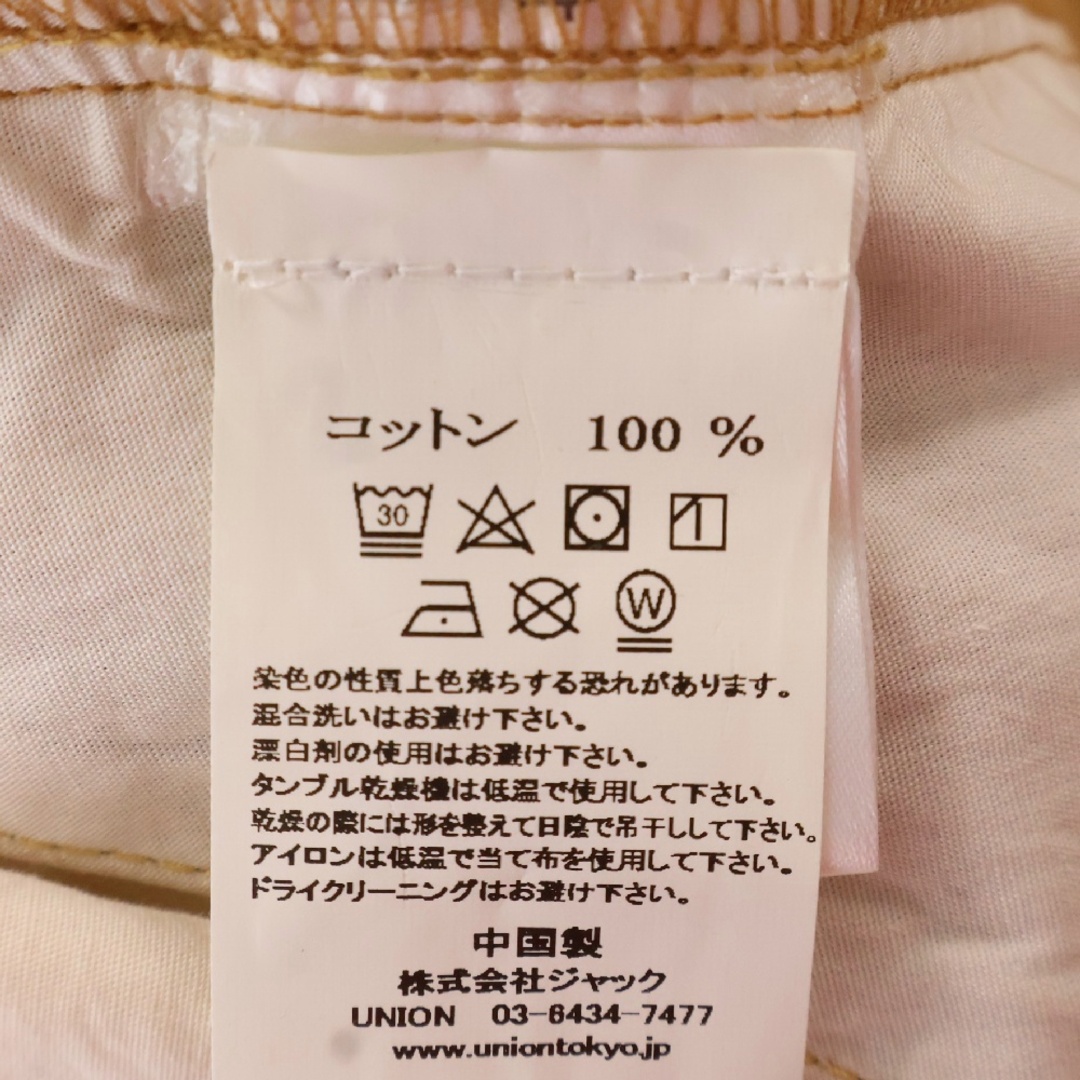 コットン 100 %
30
W
染色の性質上色落ちする恐れがあります。
混合洗いはお避け下さい。
漂白剤の使用はお避け下さい。
タンブル乾燥機は低温で使用して下さい。
乾燥の際には形を整えて日陰で吊干しして下さい。
アイロンは低温で当て布を使用して下さい。
ドライクリーニングはお避け下さい。
中国製
株式会社ジャック
UNION 03-6434-7477
www.uniontokyo.jp